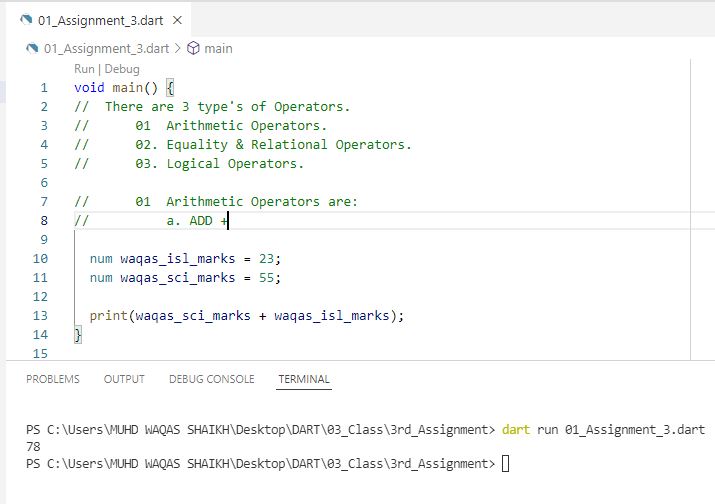 01_Assignment_3.dart ×
01_Assignment_3.dart > main
Run | Debug
1 void main() {
2 //  There are 3 type's of Operators.
3 //      01  Arithmetic Operators.
4 //      02. Equality & Relational Operators.
5 //      03. Logical Operators.
6
7 //      01  Arithmetic Operators are:
8 //          a. ADD +
9
10   num waqas_isl_marks = 23;
11   num waqas_sci_marks = 55;
12
13   print(waqas_sci_marks + waqas_isl_marks);
14 }
15
PROBLEMS OUTPUT DEBUG CONSOLE TERMINAL
PS C:\Users\MUHD WAQAS SHAIKH\Desktop\DART\03_Class\3rd_Assignment> dart run 01_Assignment_3.dart
78
PS C:\Users\MUHD WAQAS SHAIKH\Desktop\DART\03_Class\3rd_Assignment>